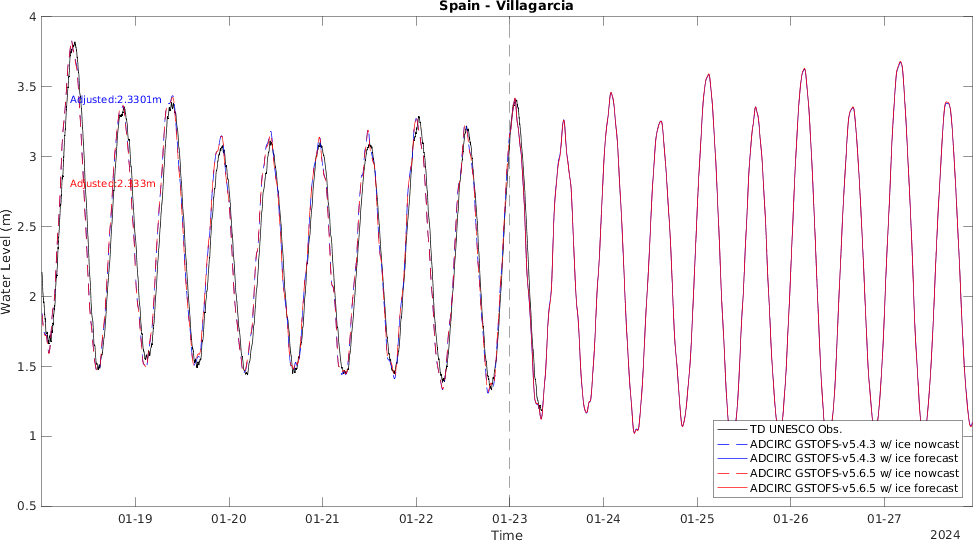 Spain - Villagarcia
4
3.5
3
2.5
2
1.5
1
0.5
Water Level (m)
Adjusted:2.3301m
Adjusted:2.333m
TD UNESCO Obs.
ADCIRC GSTOFS-v5.4.3 w/ ice nowcast
ADCIRC GSTOFS-v5.4.3 w/ ice forecast
ADCIRC GSTOFS-v5.6.5 w/ ice nowcast
ADCIRC GSTOFS-v5.6.5 w/ ice forecast
01-19 01-20 01-21 01-22 01-23 01-24 01-25 01-26 01-27
Time
2024